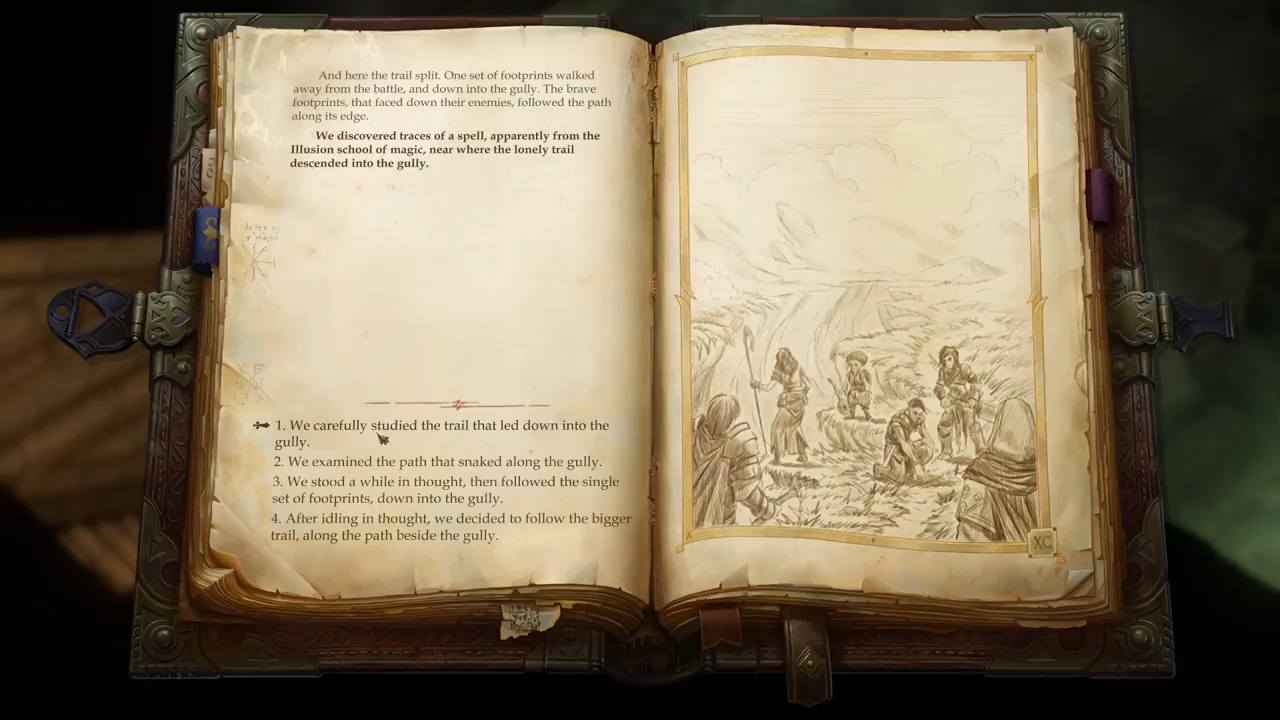 And here the trail split. One set of footprints walked
away from the battle, and down into the gully. The brave
footprints, that faced down their enemies, followed the path
along its edge.
We discovered traces of a spell, apparently from the
Illusion school of magic, near where the lonely trail
descended into the gully.
1. We carefully studied the trail that led down into the
gully.
2. We examined the path that snaked along the gully.
3. We stood a while in thought, then followed the single
set of footprints, down into the gully.
4. After idling in thought, we decided to follow the bigger
trail, along the path beside the gully.
XC